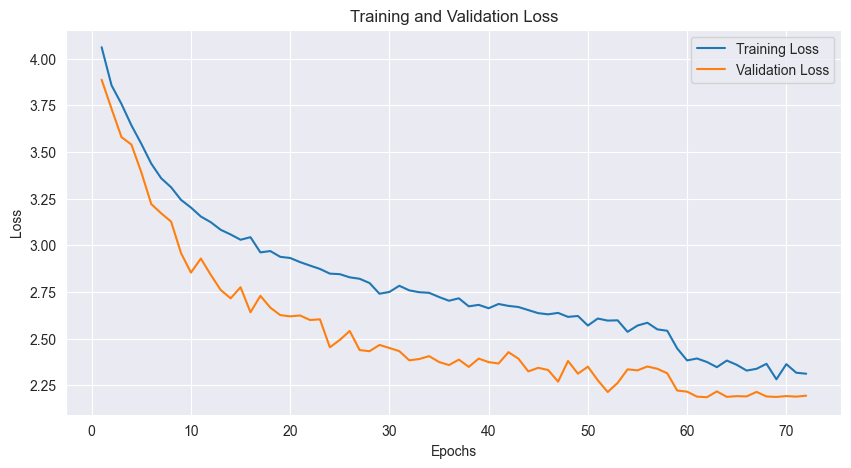 Training and Validation Loss
Training Loss
Validation Loss
4.00
3.75
3.50
3.25
3.00
2.75
2.50
2.25
Loss
0 10 20 30 40 50 60 70
Epochs